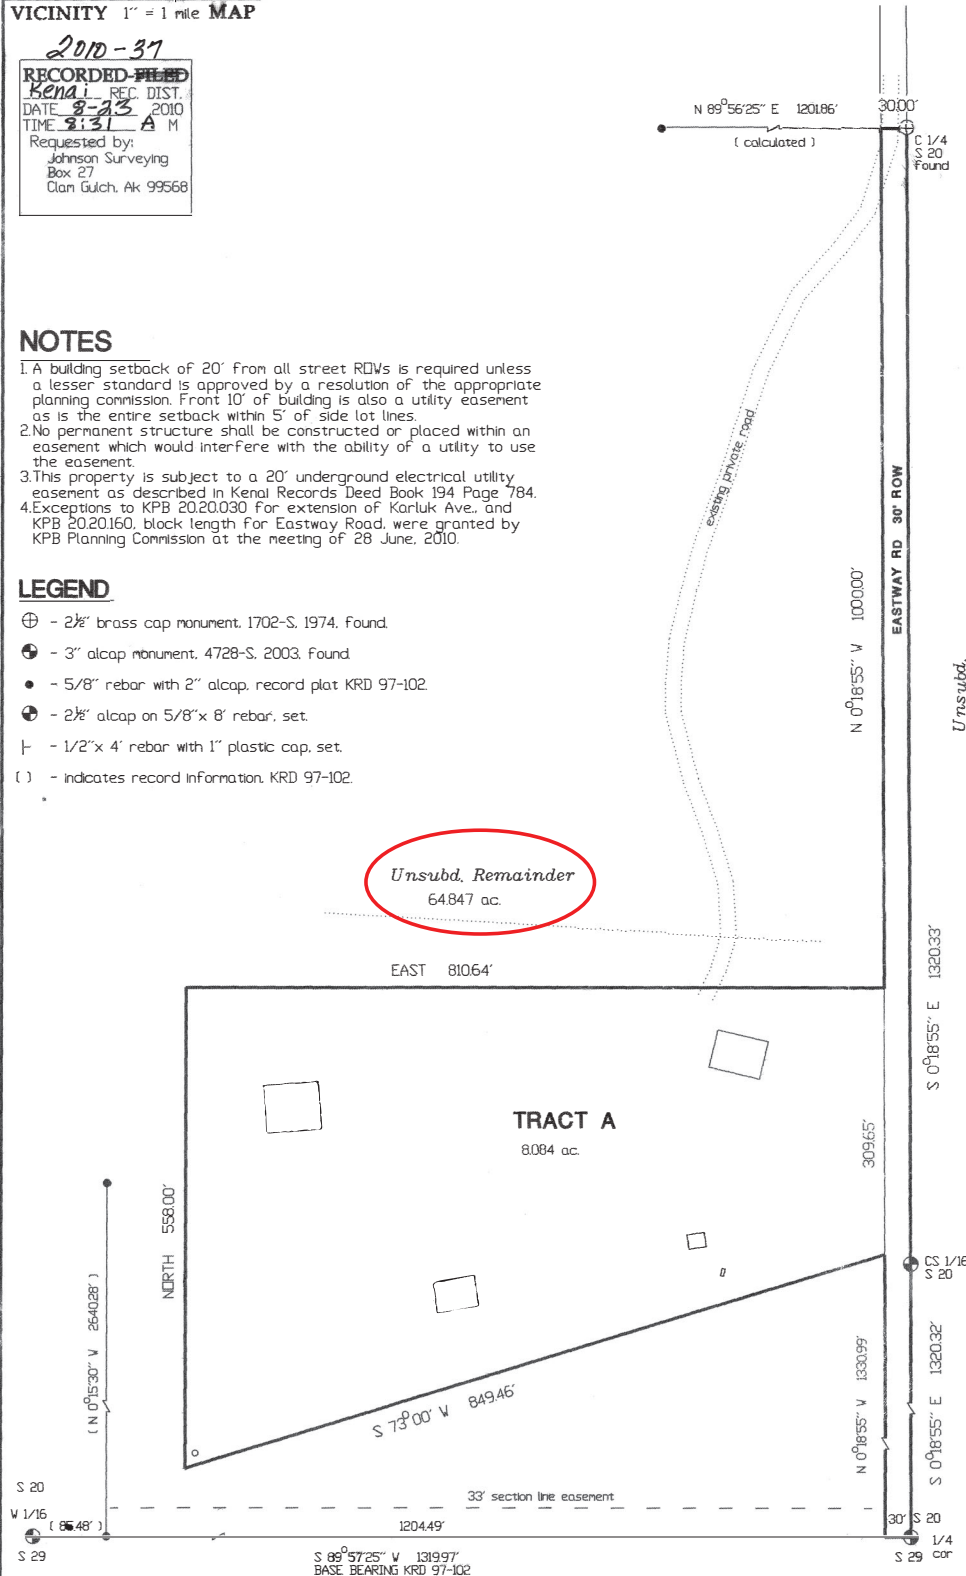 VICINITY 1" = 1 mile MAP
2010-37
RECORDED-FILED
Kenai REC. DIST.
DATE 8-23 2010
TIME 8:31 A M
Requested by:
Johnson Surveying
Box 27
Clam Gulch, Ak 99568
N 89°56'25" E 1201.86'
( calculated )
30.00'
C 1/4
S 20
found
NOTES
1. A building setback of 20' from all street ROWs is required unless
a lesser standard is approved by a resolution of the appropriate
planning commission. Front 10' of building is also a utility easement
as is the entire setback within 5' of side lot lines.
2. No permanent structure shall be constructed or placed within an
easement which would interfere with the ability of a utility to use
the easement.
3. This property is subject to a 20' underground electrical utility
easement as described in Kenai Records Deed Book 194 Page 784.
4. Exceptions to KPB 20.20.030 for extension of Karluk Ave., and
KPB 20.20.160, block length for Eastway Road, were granted by
KPB Planning Commission at the meeting of 28 June, 2010.
existing private road
EASTWAY RD 30' ROW
N 0°18'55" W 1000.00'
Unsubd.
LEGEND
- 2½" brass cap monument, 1702-S, 1974, found.
- 3" alcap monument, 4728-S, 2003, found.
- 5/8" rebar with 2" alcap, record plat KRD 97-102.
- 2½" alcap on 5/8"x 8' rebar, set.
- 1/2"x 4' rebar with 1" plastic cap, set.
( ) - indicates record information, KRD 97-102.
Unsubd. Remainder
64.847 ac.
EAST 810.64'
S 0°18'55" E 1320.33'
TRACT A
8.084 ac.
309.65'
NORTH 558.00'
( N 0°15'30" W 2640.28' )
CS 1/16
S 20
S 73°00' W 849.46'
N 0°18'55" W 1330.99'
S 0°18'55" E 1320.32'
33' section line easement
S 20
W 1/16
( 85.48' )
1204.49'
30'
S 20
1/4
cor
S 29
S 89°57'25" W 1319.97'
BASE BEARING KRD 97-102
S 29